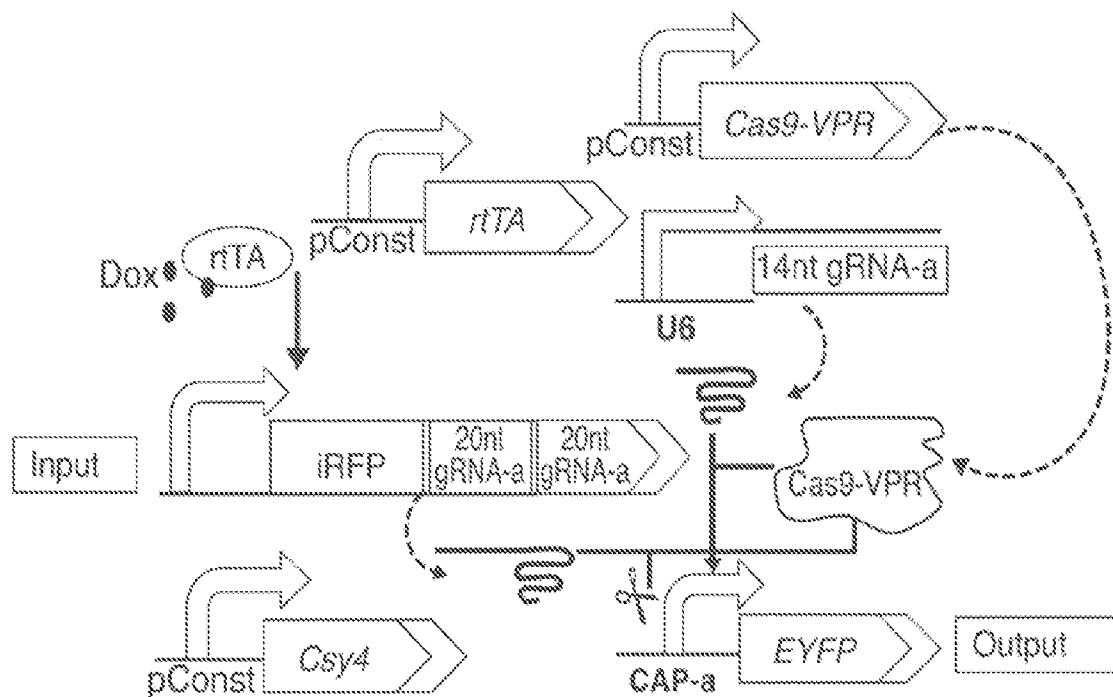 Cas9-VPR
pConst
rtTA
pConst
rtTA
Dox
14nt gRNA-a
U6
Input
iRFP
20nt
gRNA-a
20nt
gRNA-a
Cas9-VPR
Csy4
pConst
EYFP
CAP-a
Output